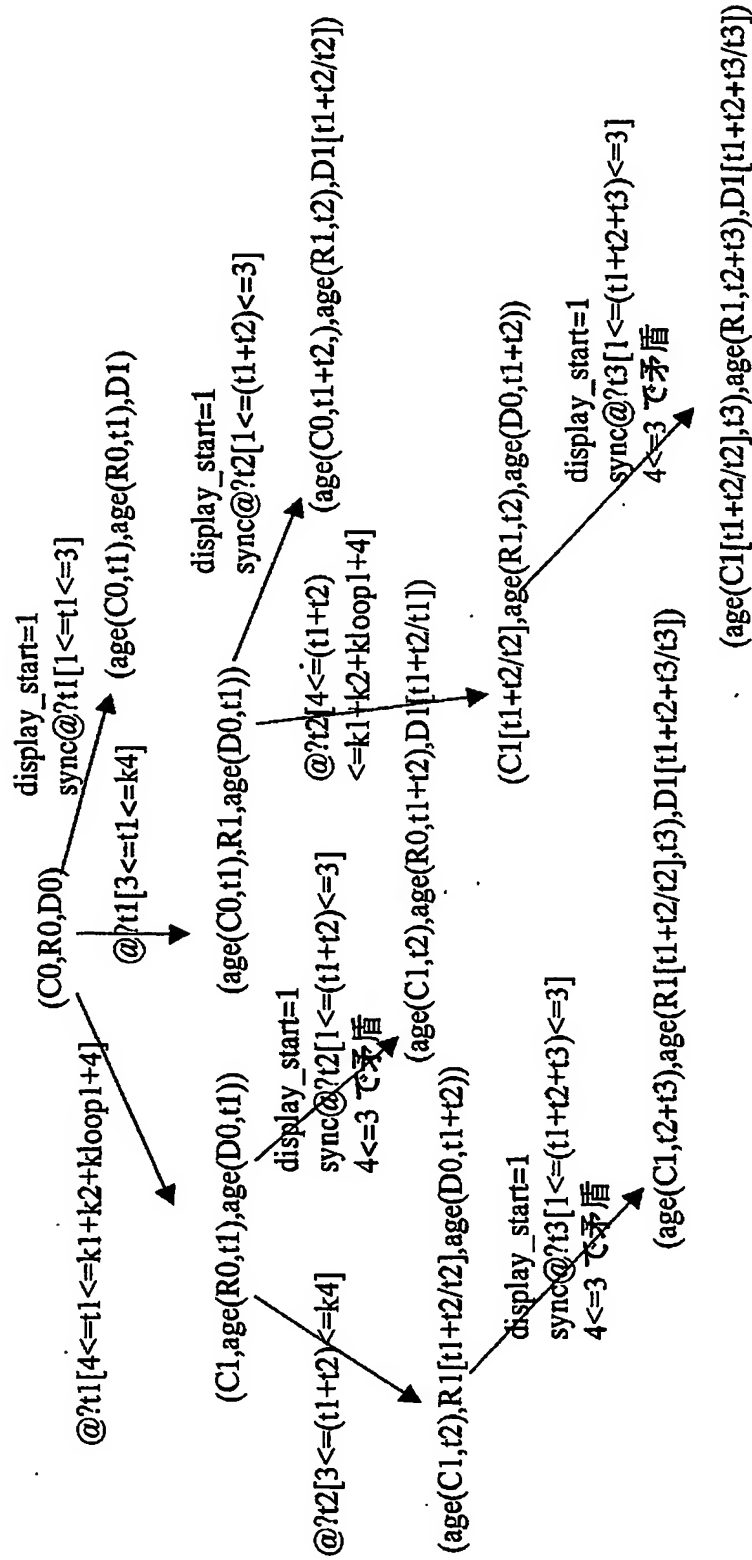 (C0,R0,D0)
display_start=1
sync@?t1[1<=t1<=3]
@?t1[3<=t1<=k4]
@?t1[4<=t1<=k1+k2+kloop1+4]
(age(C0,t1),age(R0,t1),D1)
(age(C0,t1),R1,age(D0,t1))
(C1,age(R0,t1),age(D0,t1))
display_start=1
sync@?t2[1<=(t1+t2)<=3]
(age(C0,t1+t2,),age(R1,t2),D1[t1+t2/t2])
@?t2[4<=(t1+t2)
<=k1+k2+kloop1+4]
display_start=1
sync@?t2[1<=(t1+t2)<=3]
4<=3 で矛盾
@?t2[3<=(t1+t2)<=k4]
(age(C1,t2),age(R0,t1+t2),D1[t1+t2/t1])
(age(C1,t2),R1[t1+t2/t2],age(D0,t1+t2))
(C1[t1+t2/t2],age(R1,t2),age(D0,t1+t2))
display_start=1
sync@?t3[1<=(t1+t2+t3)<=3]
4<=3 で矛盾
display_start=1
sync@?t3[1<=(t1+t2+t3)<=3]
4<=3 で矛盾
(age(C1,t2+t3),age(R1[t1+t2/t2],t3),D1[t1+t2+t3/t3])
(age(C1[t1+t2/t2],t3),age(R1,t2+t3),D1[t1+t2+t3/t3])